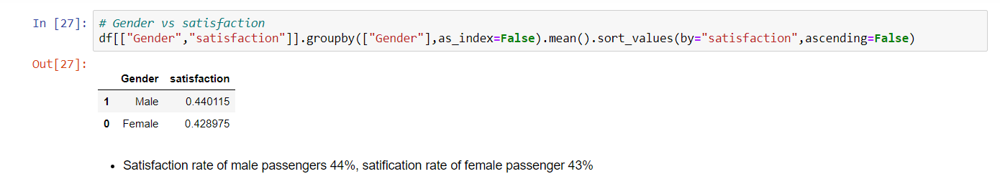 In [27]: # Gender vs satisfaction
df[["Gender","satisfaction"]].groupby(["Gender"],as_index=False).mean().sort_values(by="satisfaction",ascending=False)
Out[27]:
Gender satisfaction
1 Male 0.440115
0 Female 0.428975
• Satisfaction rate of male passengers 44%, satification rate of female passenger 43%